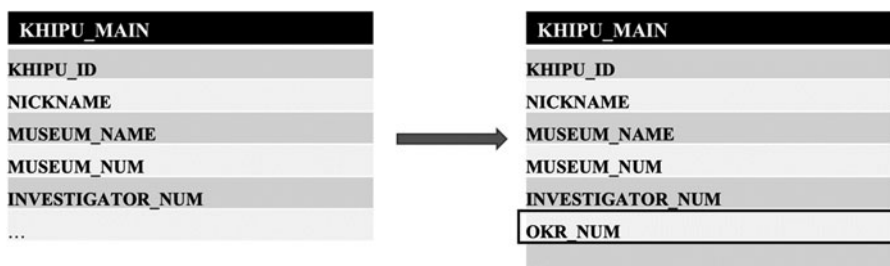 KHIPU_MAIN
KHIPU_ID
NICKNAME
MUSEUM_NAME
MUSEUM_NUM
INVESTIGATOR_NUM
...
KHIPU_MAIN
KHIPU_ID
NICKNAME
MUSEUM_NAME
MUSEUM_NUM
INVESTIGATOR_NUM
OKR_NUM